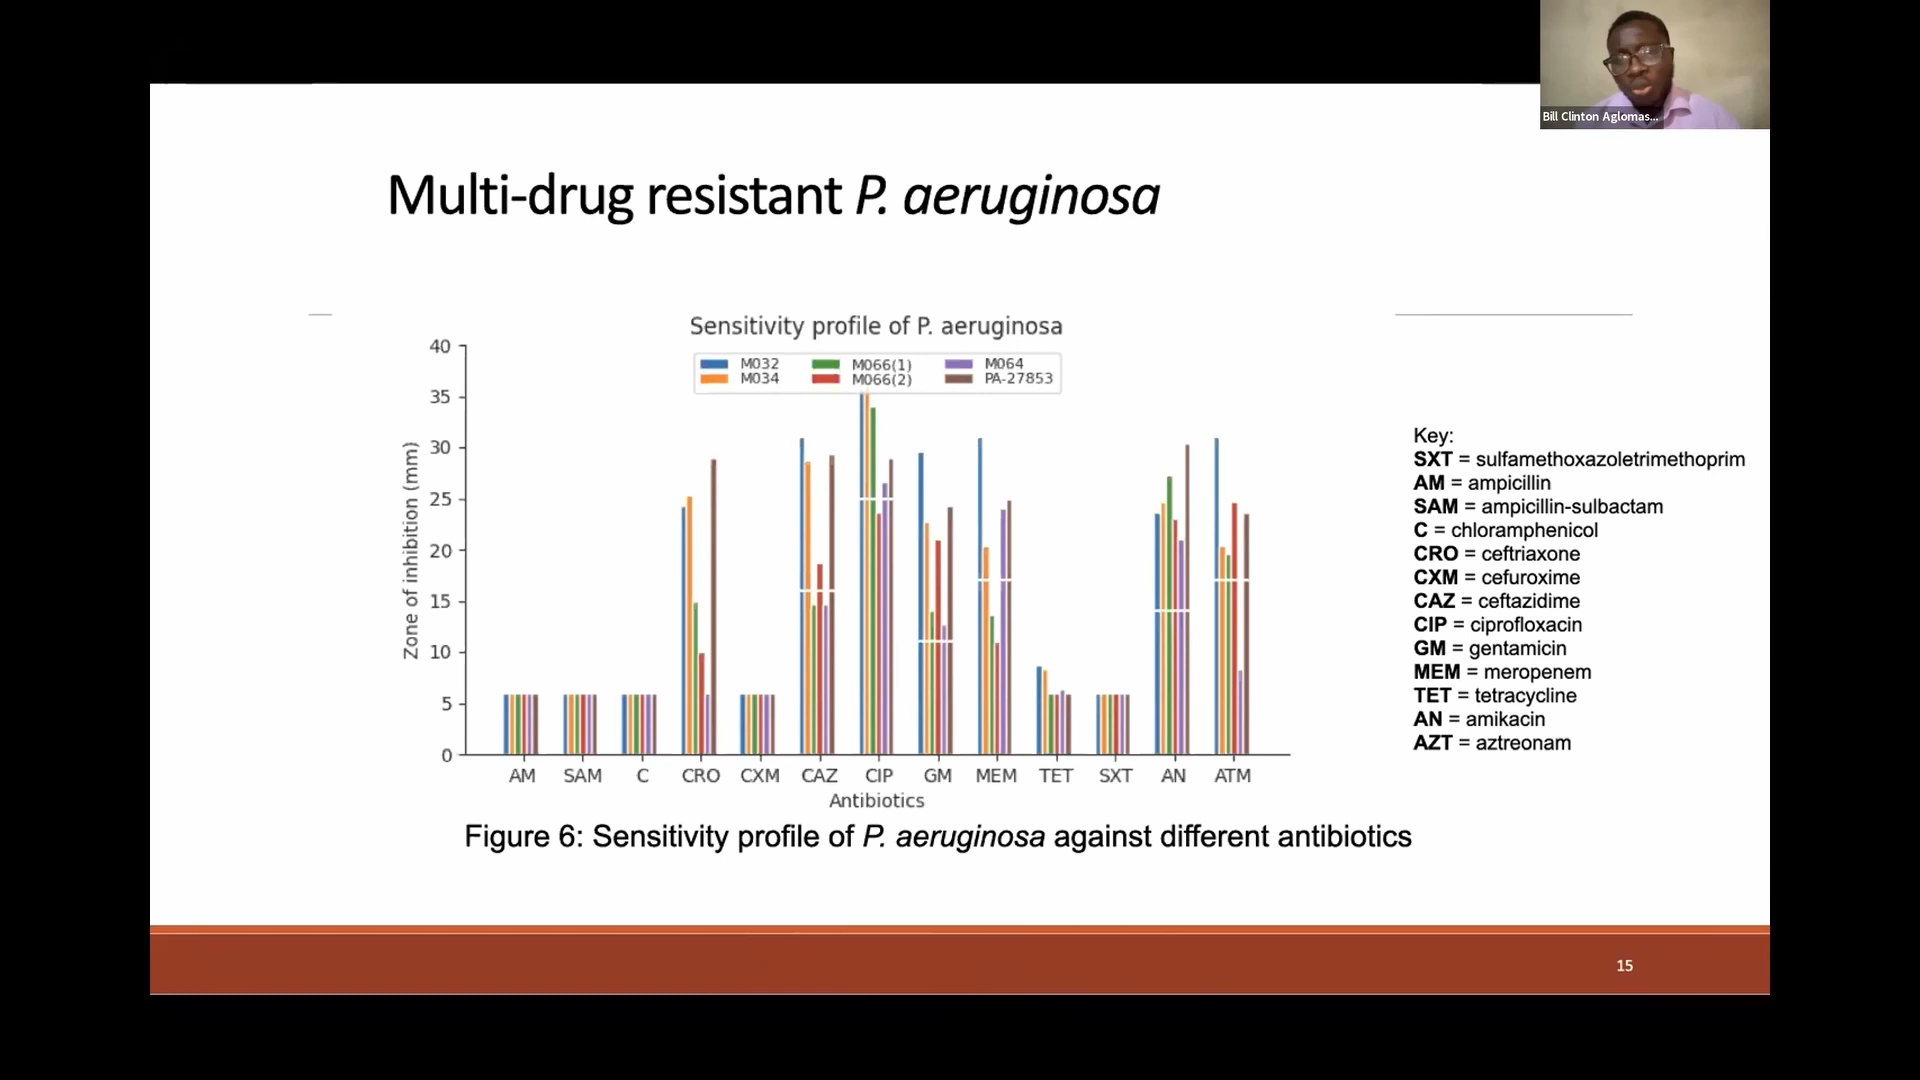 Bill Clinton Aglomas...
Multi-drug resistant P. aeruginosa
Sensitivity profile of P. aeruginosa
M032 M066(1) M064
M034 M066(2) PA-27853
40
35
30
25
20
15
10
5
0
Zone of inhibition (mm)
AM SAM C CRO CXM CAZ CIP GM MEM TET SXT AN ATM
Antibiotics
Key:
SXT = sulfamethoxazoletrimethoprim
AM = ampicillin
SAM = ampicillin-sulbactam
C = chloramphenicol
CRO = ceftriaxone
CXM = cefuroxime
CAZ = ceftazidime
CIP = ciprofloxacin
GM = gentamicin
MEM = meropenem
TET = tetracycline
AN = amikacin
AZT = aztreonam
Figure 6: Sensitivity profile of P. aeruginosa against different antibiotics
15